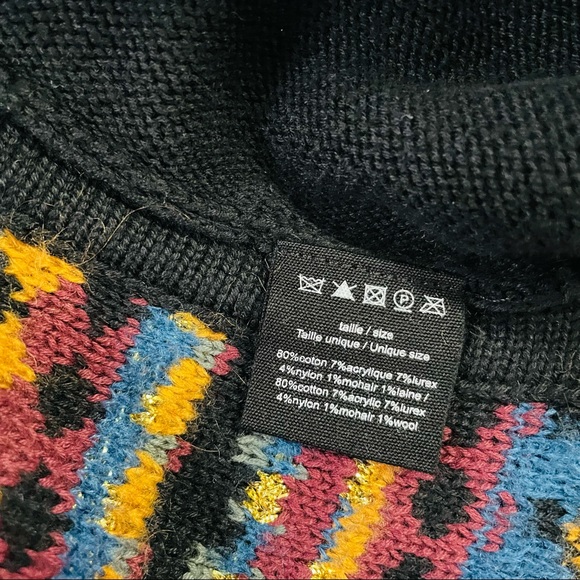 P
taille / size
Taille unique / Unique size
80%coton 7%acrylique 7%lurex
4%nylon 1%mohair 1%laine /
80%cotton 7%acrylic 7%lurex
4%nylon 1%mohair 1%wool